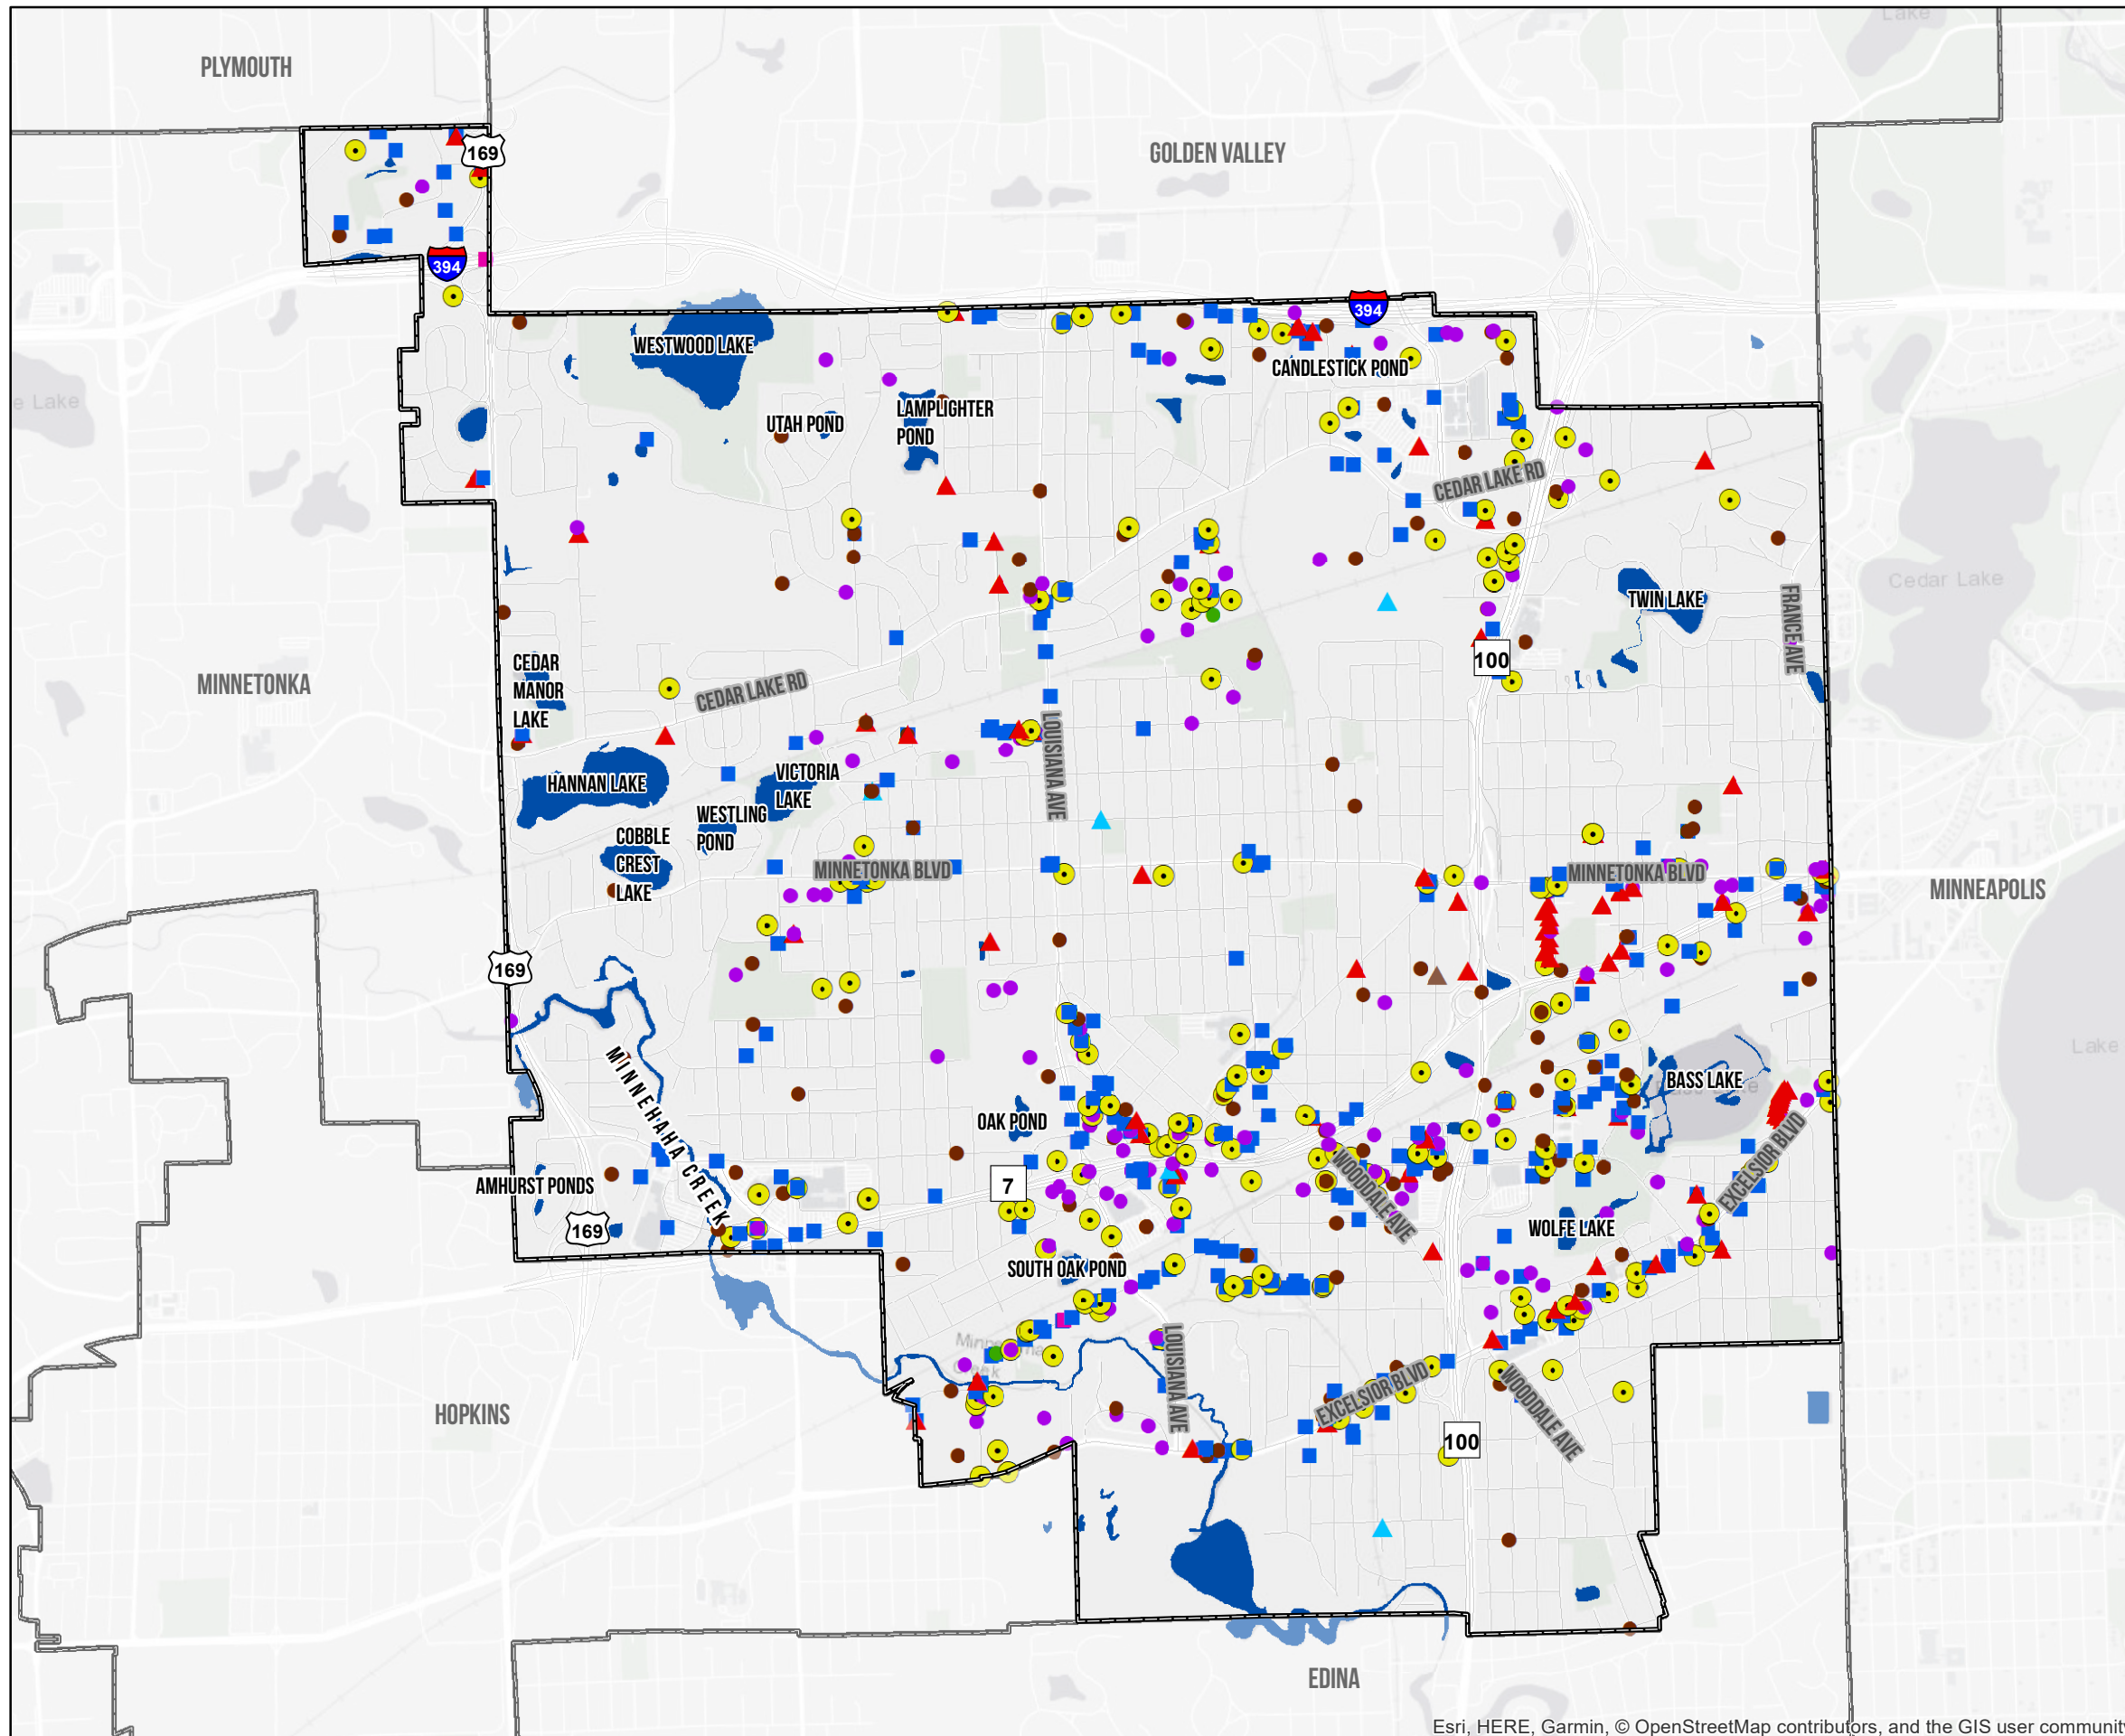 Lake
PLYMOUTH
169
GOLDEN VALLEY
394
394
WESTWOOD LAKE
CANDLESTICK POND
e Lake
LAMPLIGHTER
POND
UTAH POND
CEDAR LAKE RD
Cedar Lake
TWIN LAKE
FRANCE AVE
100
CEDAR
MANOR
LAKE
MINNETONKA
CEDAR LAKE RD
LOUISIANA AVE
HANNAN LAKE
VICTORIA
LAKE
WESTLING
POND
COBBLE
CREST
LAKE
MINNETONKA BLVD
MINNETONKA BLVD
MINNEAPOLIS
169
Lake
MINNEHAHA CREEK
BASS LAKE
OAK POND
EXCELSIOR BLVD
AMHURST PONDS
7
WOODDALE AVE
169
WOLFE LAKE
SOUTH OAK POND
LOUISIANA AVE
EXCELSIOR BLVD
WOODDALE AVE
HOPKINS
100
EDINA
Esri, HERE, Garmin, © OpenStreetMap contributors, and the GIS user communit